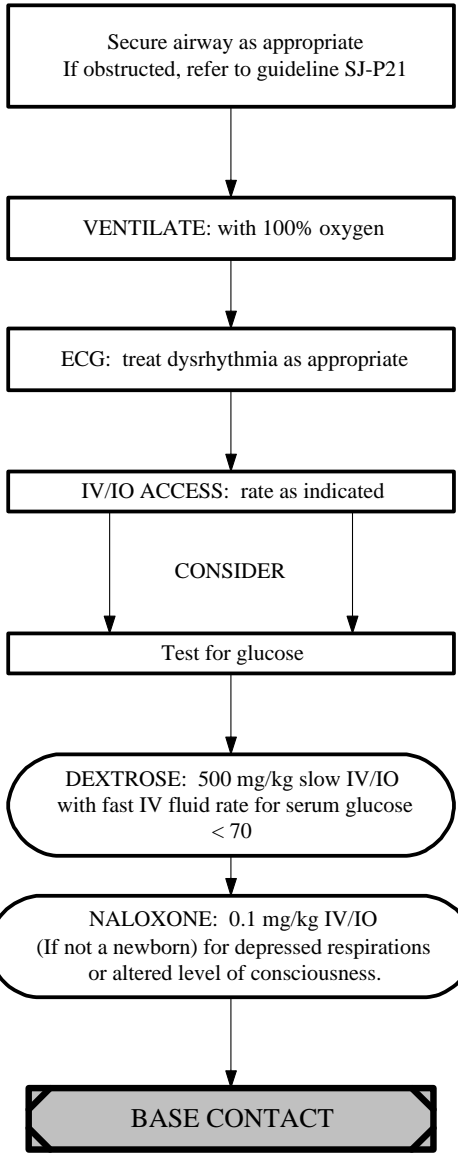 Secure airway as appropriate
If obstructed, refer to guideline SJ-P21
VENTILATE: with 100% oxygen
ECG: treat dysrhythmia as appropriate
IV/IO ACCESS: rate as indicated
CONSIDER
Test for glucose
DEXTROSE: 500 mg/kg slow IV/IO
with fast IV fluid rate for serum glucose
< 70
NALOXONE: 0.1 mg/kg IV/IO
(If not a newborn) for depressed respirations
or altered level of consciousness.
BASE CONTACT